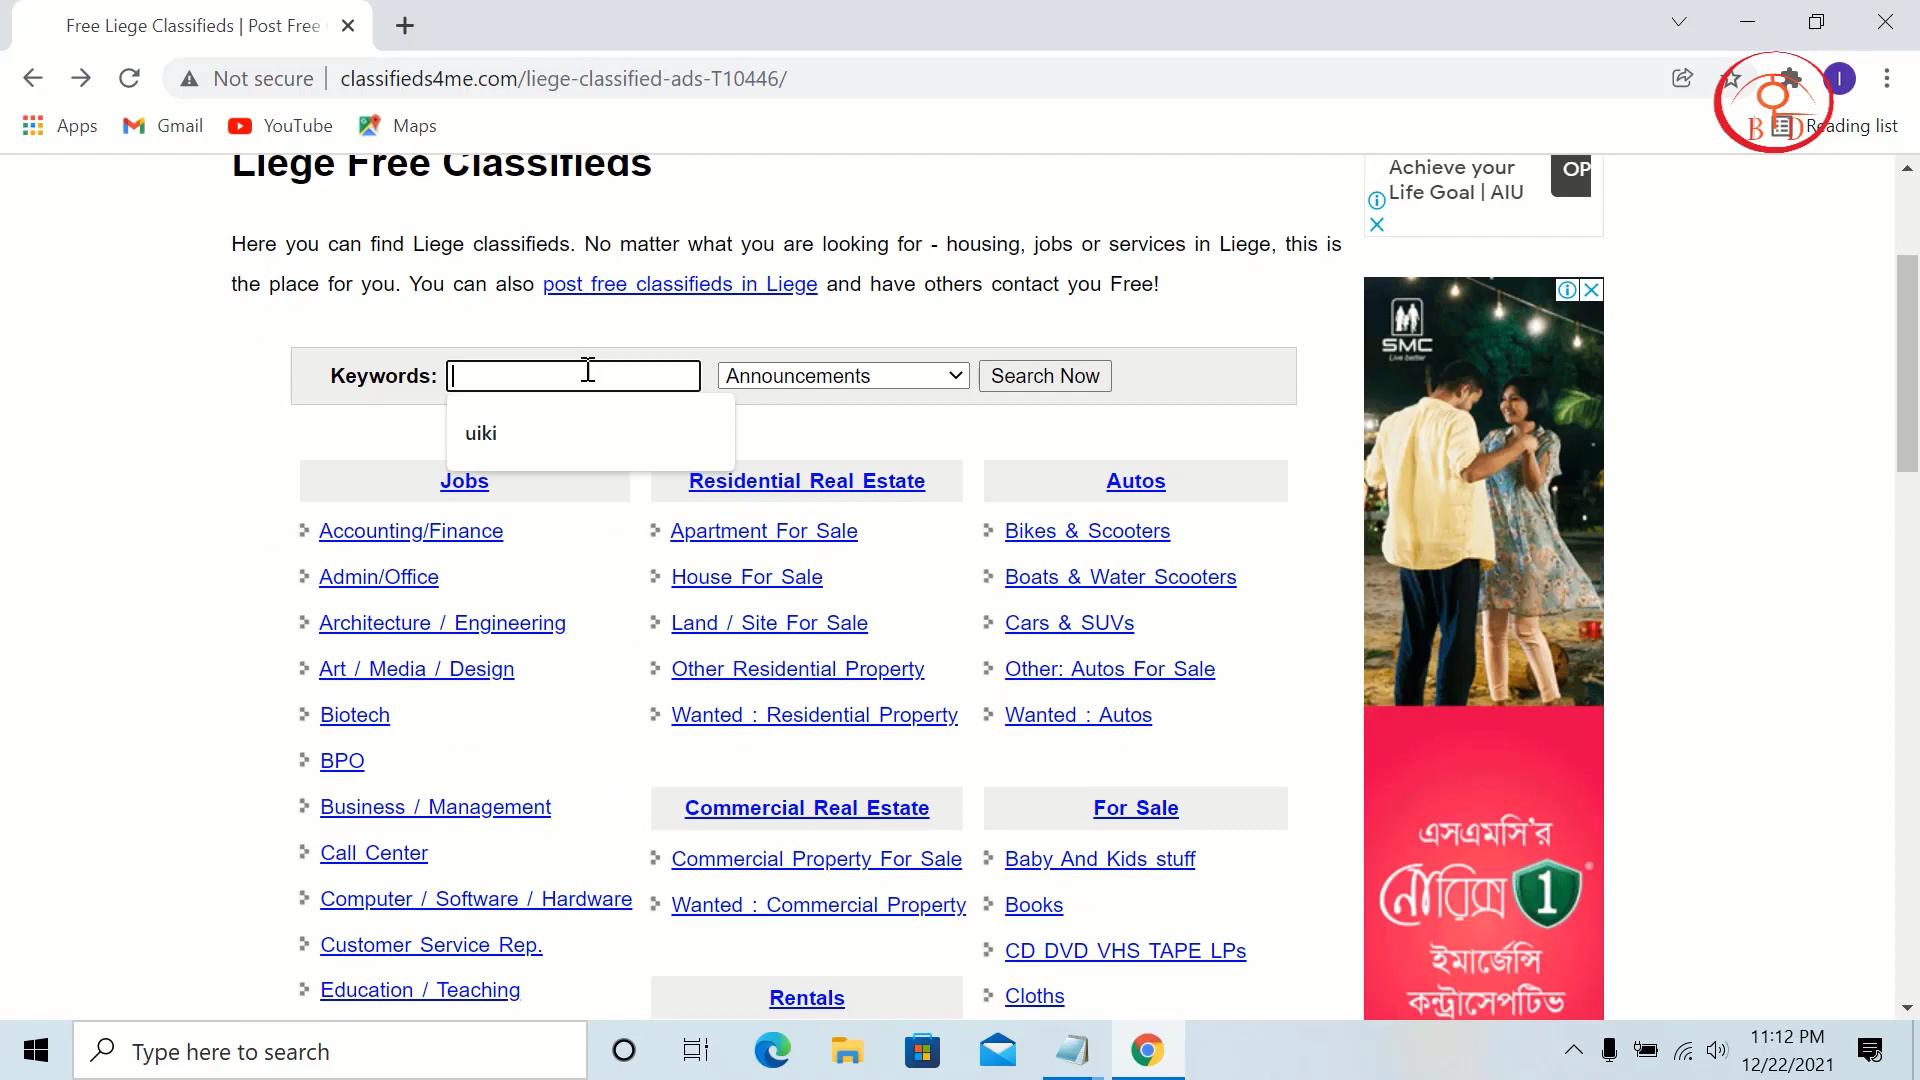 Free Liege Classifieds | Post Free
Not secure
classifieds4me.com/liege-classified-ads-T10446/
I
Apps
Gmail
YouTube
Maps
B D
Reading list
Liege Free Classifieds
Here you can find Liege classifieds. No matter what you are looking for - housing, jobs or services in Liege, this is
the place for you. You can also post free classifieds in Liege and have others contact you Free!
Keywords:
Announcements
Search Now
uiki
Jobs
Accounting/Finance
Admin/Office
Architecture / Engineering
Art / Media / Design
Biotech
BPO
Business / Management
Call Center
Computer / Software / Hardware
Customer Service Rep.
Education / Teaching
Residential Real Estate
Apartment For Sale
House For Sale
Land / Site For Sale
Other Residential Property
Wanted : Residential Property
Commercial Real Estate
Commercial Property For Sale
Wanted : Commercial Property
Rentals
Autos
Bikes & Scooters
Boats & Water Scooters
Cars & SUVs
Other: Autos For Sale
Wanted : Autos
For Sale
Baby And Kids stuff
Books
CD DVD VHS TAPE LPs
Cloths
Achieve your
Life Goal | AIU
OP
SMC
Live better
এসএমসি'র
নোরিক্স 1
ইমার্জেন্সি
কন্ট্রাসেপটিভ
Type here to search
11:12 PM
12/22/2021